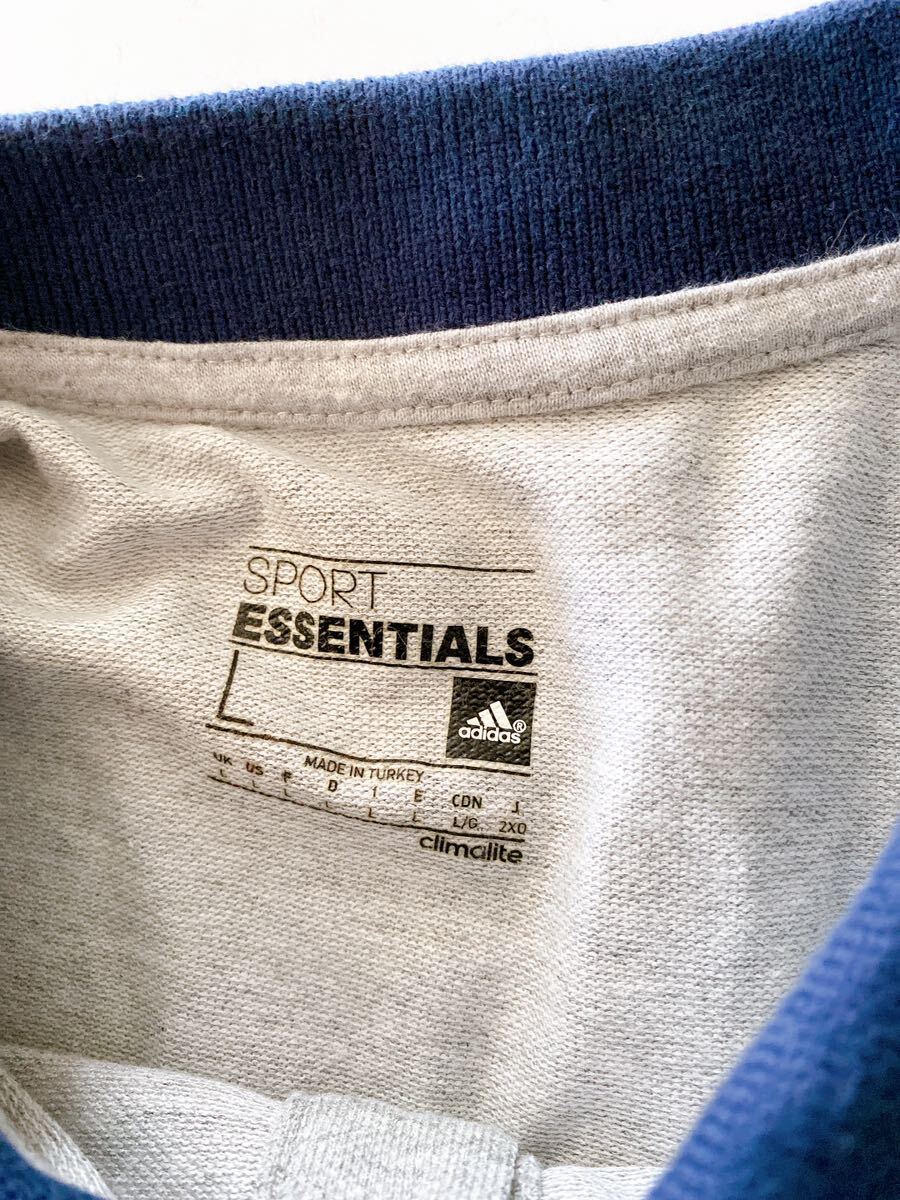 SPORT
ESSENTIALS
L
adidas®
MADE IN TURKEY
UK US F D I E CDN J
L L L L L L L/G 2XO
climalite